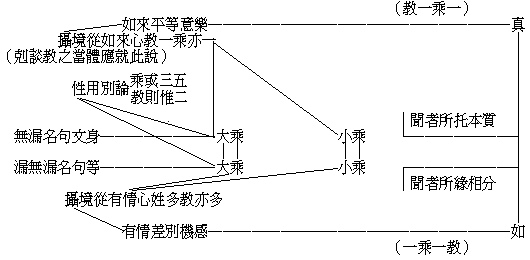 （教一乘一）
如來平等意樂 真
攝境從如來心教一乘亦一
（剋談教之當體應就此說）
性用別論乘或三五
教則惟二
無漏名句文身 大乘 小乘 聞者所托本質
漏無漏名句等 大乘 小乘 聞者所緣相分
攝境從有情心姓多教亦多
有情差別機感 如
（一乘一教）